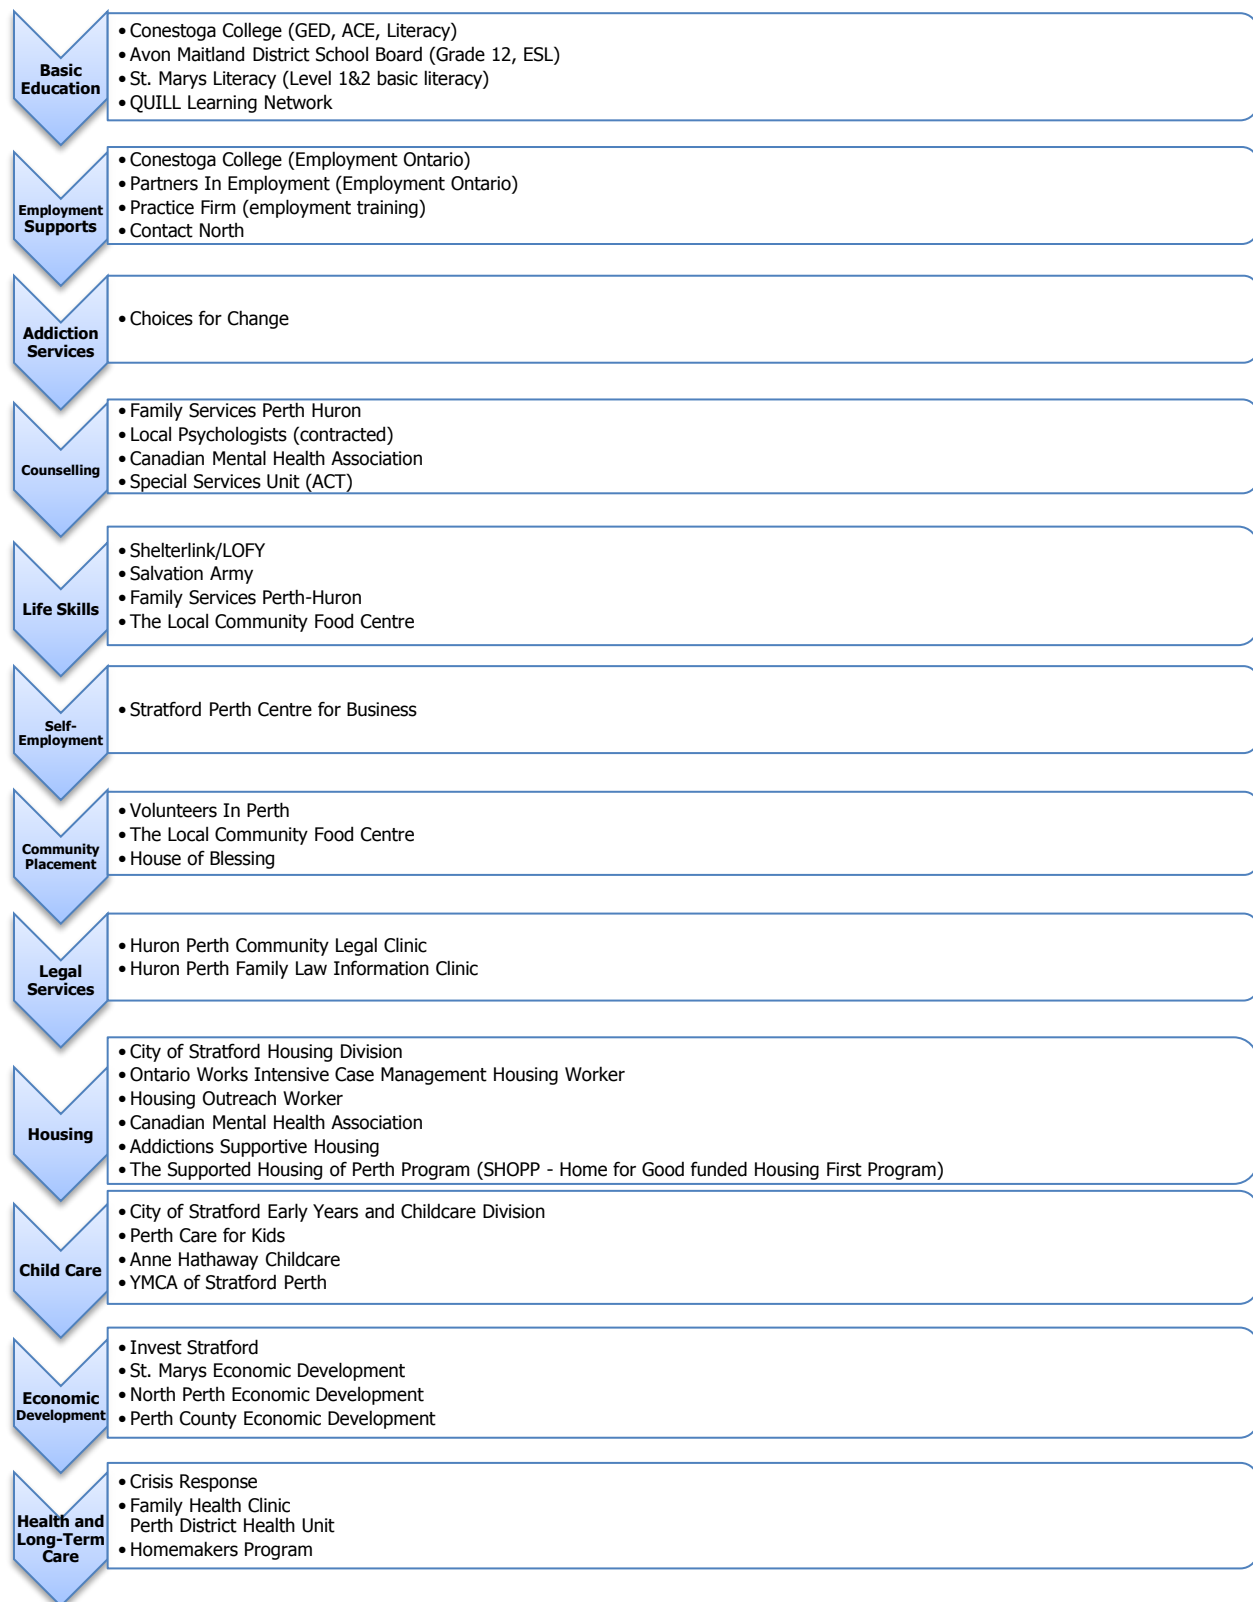 Basic
Education
• Conestoga College (GED, ACE, Literacy)
• Avon Maitland District School Board (Grade 12, ESL)
• St. Marys Literacy (Level 1&2 basic literacy)
• QUILL Learning Network
Employment
Supports
• Conestoga College (Employment Ontario)
• Partners In Employment (Employment Ontario)
• Practice Firm (employment training)
• Contact North
Addiction
Services
• Choices for Change
Counselling
• Family Services Perth Huron
• Local Psychologists (contracted)
• Canadian Mental Health Association
• Special Services Unit (ACT)
Life Skills
• Shelterlink/LOFY
• Salvation Army
• Family Services Perth-Huron
• The Local Community Food Centre
Self-
Employment
• Stratford Perth Centre for Business
Community
Placement
• Volunteers In Perth
• The Local Community Food Centre
• House of Blessing
Legal
Services
• Huron Perth Community Legal Clinic
• Huron Perth Family Law Information Clinic
Housing
• City of Stratford Housing Division
• Ontario Works Intensive Case Management Housing Worker
• Housing Outreach Worker
• Canadian Mental Health Association
• Addictions Supportive Housing
• The Supported Housing of Perth Program (SHOPP - Home for Good funded Housing First Program)
Child Care
• City of Stratford Early Years and Childcare Division
• Perth Care for Kids
• Anne Hathaway Childcare
• YMCA of Stratford Perth
Economic
Development
• Invest Stratford
• St. Marys Economic Development
• North Perth Economic Development
• Perth County Economic Development
Health and
Long-Term
Care
• Crisis Response
• Family Health Clinic
Perth District Health Unit
• Homemakers Program